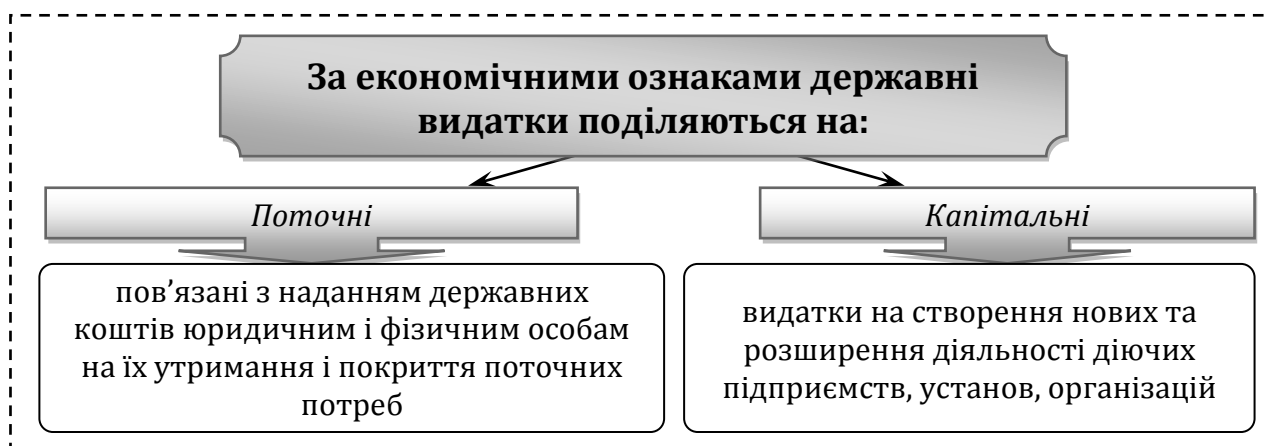 За економічними ознаками державні
видатки поділяються на:
Поточні
Капітальні
пов’язані з наданням державних
коштів юридичним і фізичним особам
на їх утримання і покриття поточних
потреб
видатки на створення нових та
розширення діяльності діючих
підприємств, установ, організацій